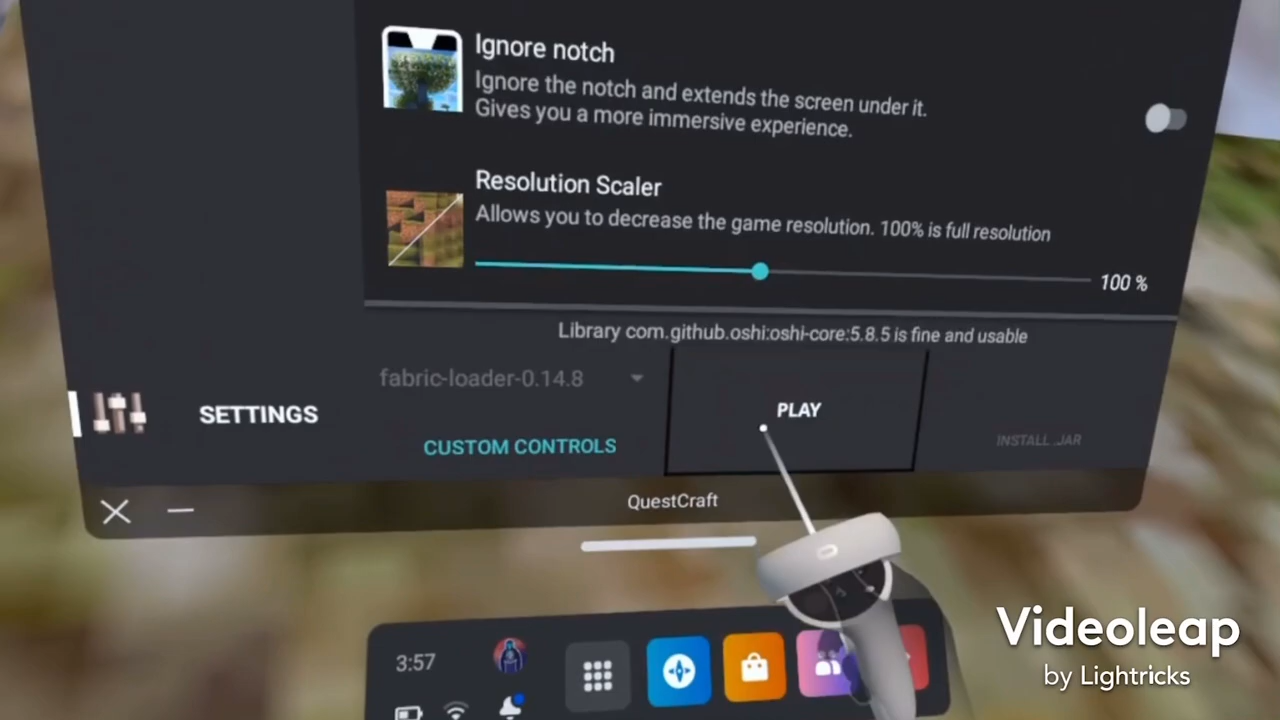 Ignore notch
Ignore the notch and extends the screen under it.
Gives you a more immersive experience.
Resolution Scaler
Allows you to decrease the game resolution. 100% is full resolution
100 %
Library com.github.oshi:oshi-core:5.8.5 is fine and usable
fabric-loader-0.14.8
PLAY
SETTINGS
CUSTOM CONTROLS
INSTALL .JAR
QuestCraft
3:57
Videoleap
by Lightricks